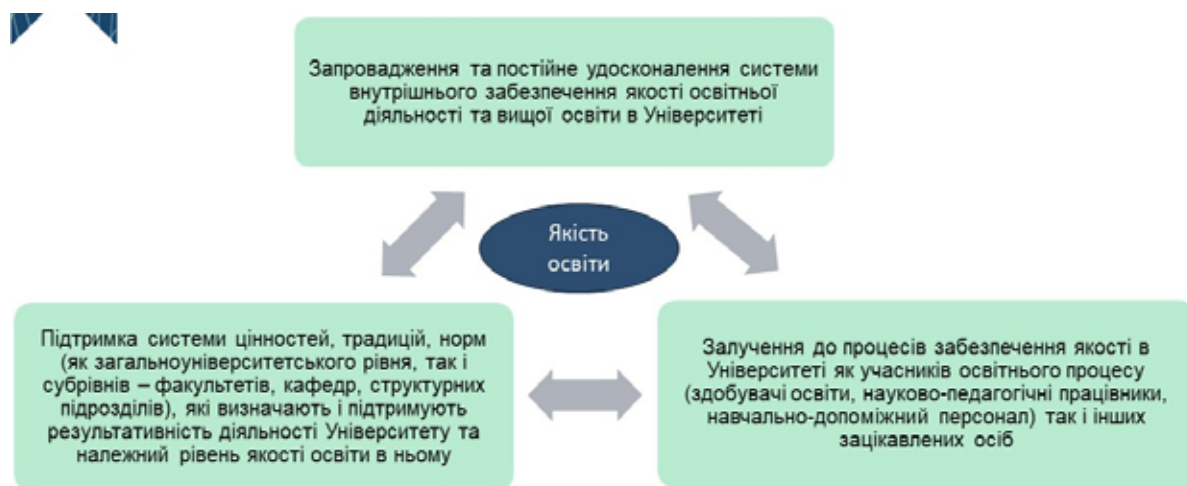 Запровадження та постійне удосконалення системи
внутрішнього забезпечення якості освітньої
діяльності та вищої освіти в Університеті
Якість
освіти
Підтримка системи цінностей, традицій, норм
(як загальноуніверситетського рівня, так і
субрівнів – факультетів, кафедр, структурних
підрозділів), які визначають і підтримують
результативність діяльності Університету та
належний рівень якості освіти в ньому
Залучення до процесів забезпечення якості в
Університеті як учасників освітнього процесу
(здобувачі освіти, науково-педагогічні працівники,
навчально-допоміжний персонал) так і інших
зацікавлених осіб